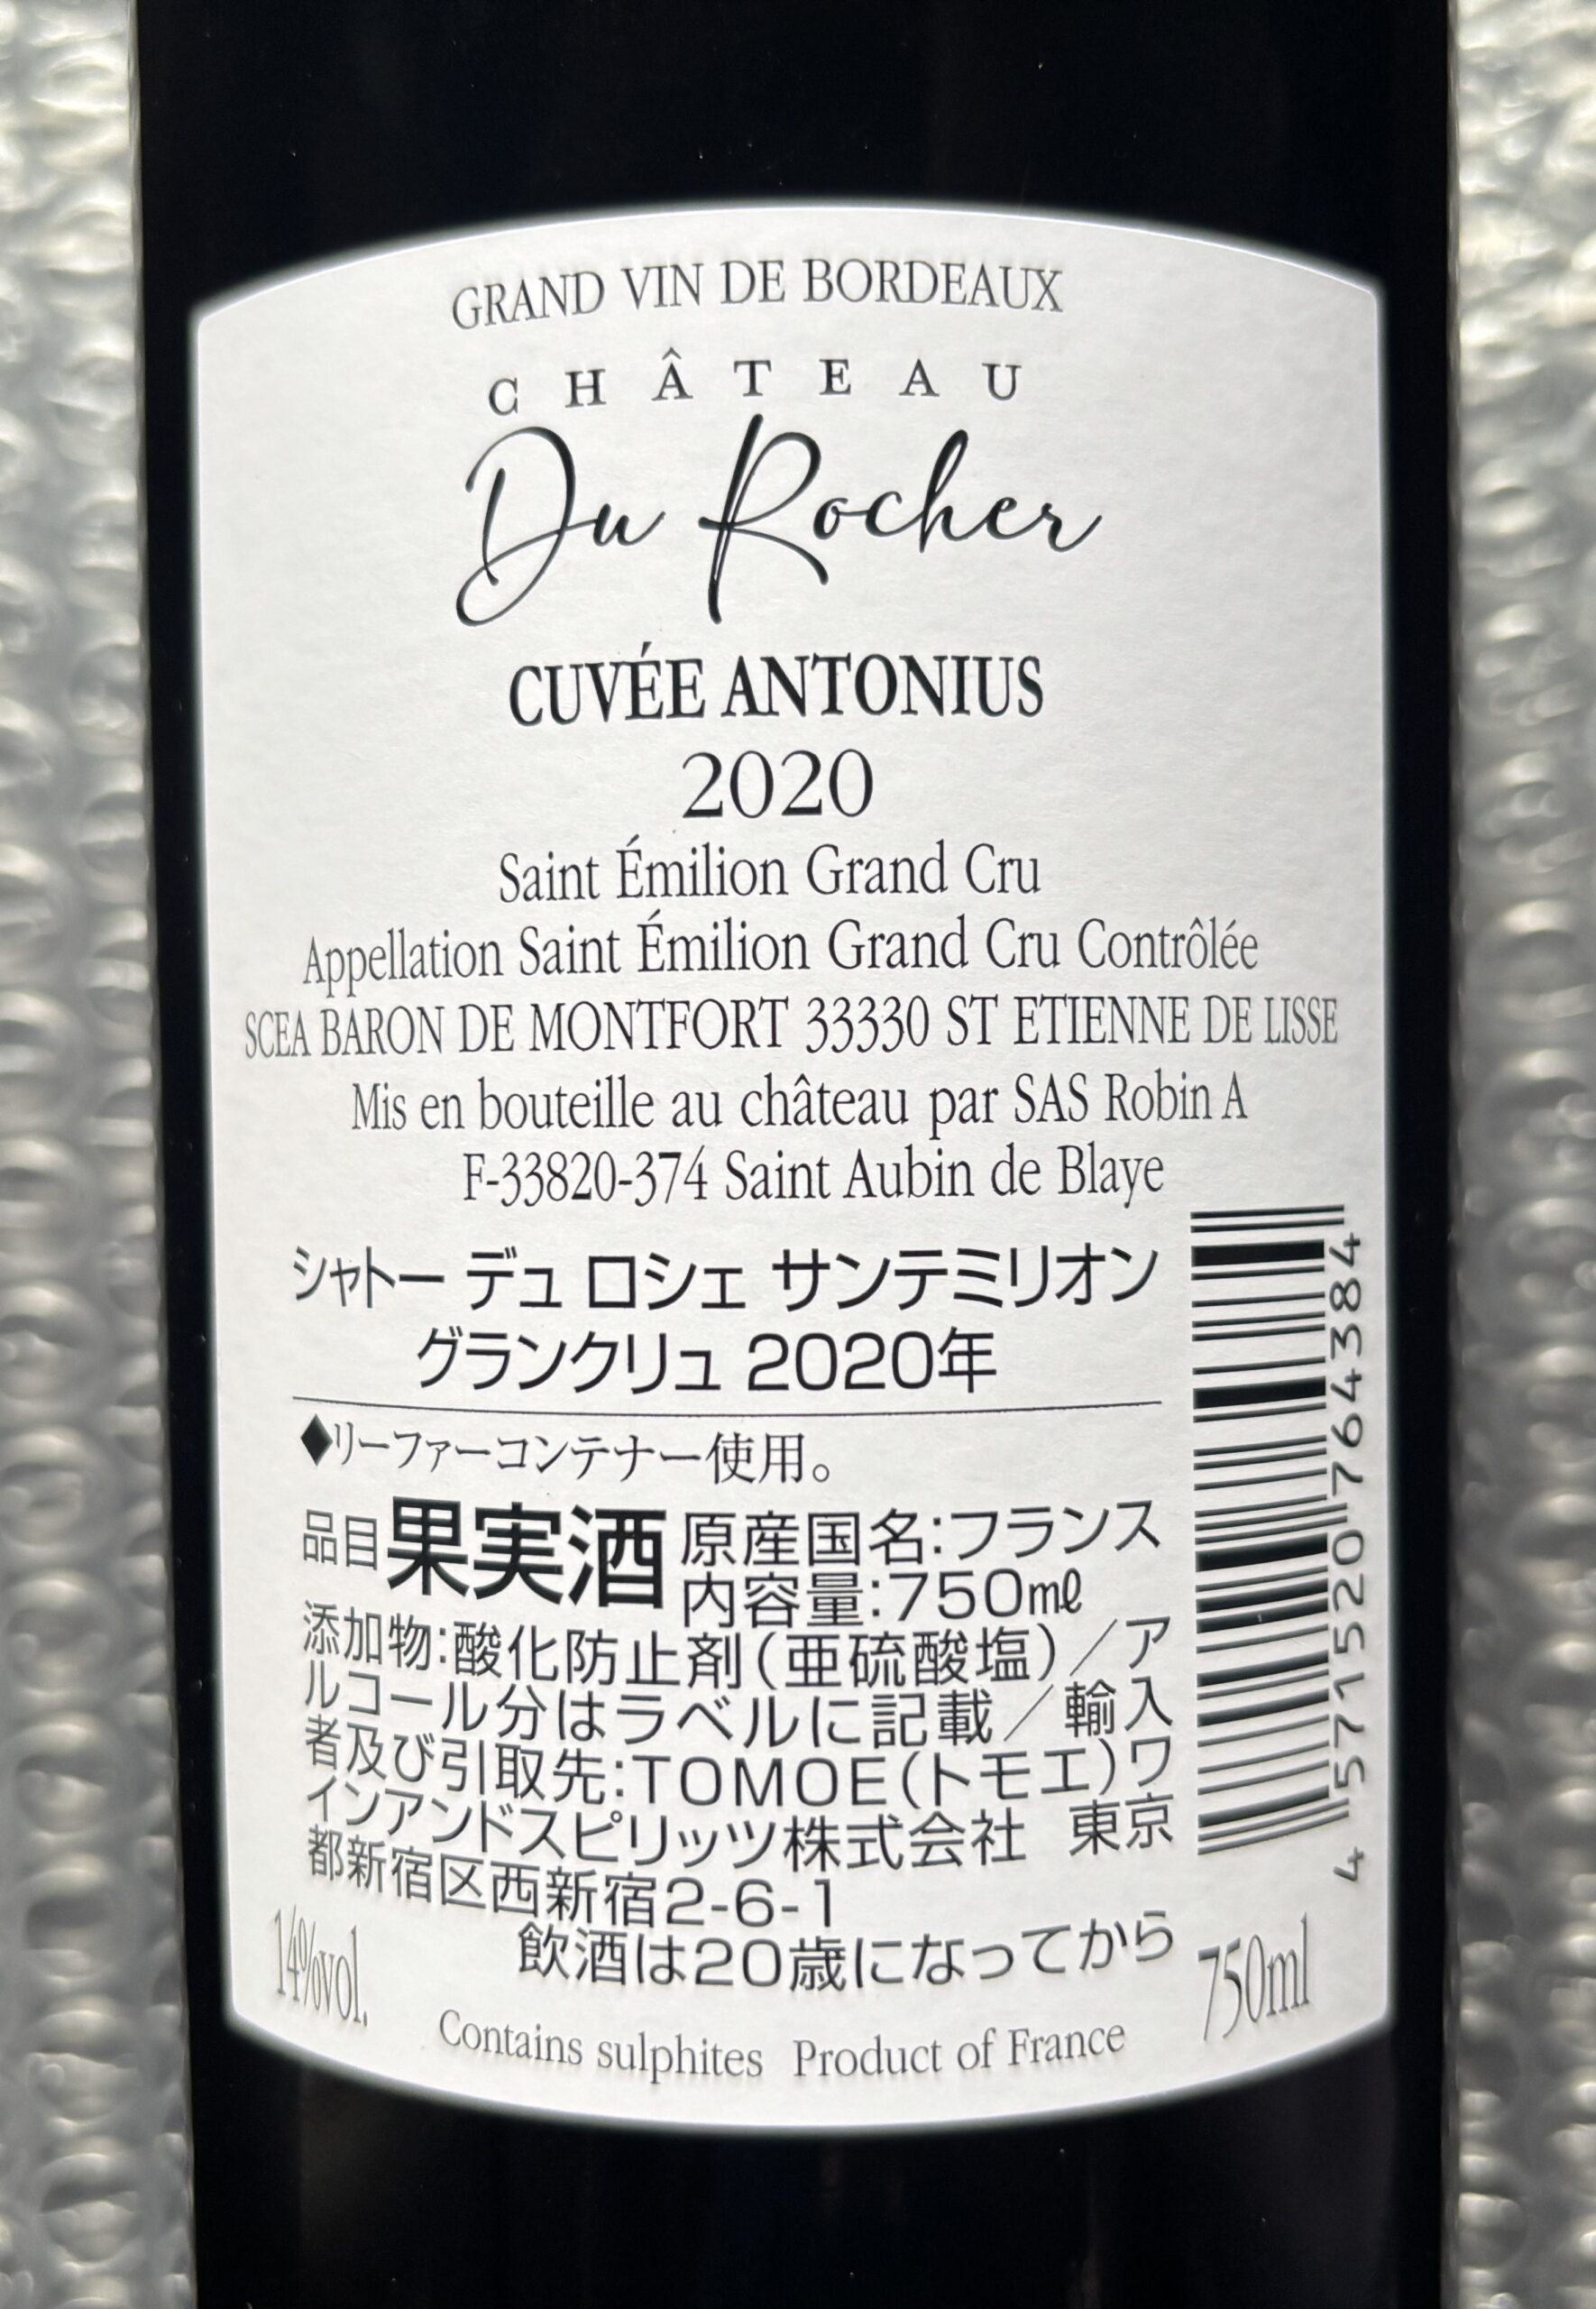 GRAND VIN DE BORDEAUX
CHÂTEAU
Du Rocher
CUVÉE ANTONIUS
2020
Saint Émilion Grand Cru
Appellation Saint Émilion Grand Cru Contrôlée
SCEA BARON DE MONTFORT 33330 ST ETIENNE DE LISSE
Mis en bouteille au château par SAS Robin A
F-33820-374 Saint Aubin de Blaye
シャトー デュ ロシェ サンテミリオン
グランクリュ 2020年
◆リーファーコンテナー使用。
品目果実酒 原産国名:フランス
内容量:750mℓ
添加物:酸化防止剤(亜硫酸塩)/ア
ルコール分はラベルに記載/輸入
者及び引取先:TOMOE(トモエ)ワ
インアンドスピリッツ株式会社 東京
都新宿区西新宿2-6-1
飲酒は20歳になってから
14%vol.
750ml
Contains sulphites Product of France
4571520764384